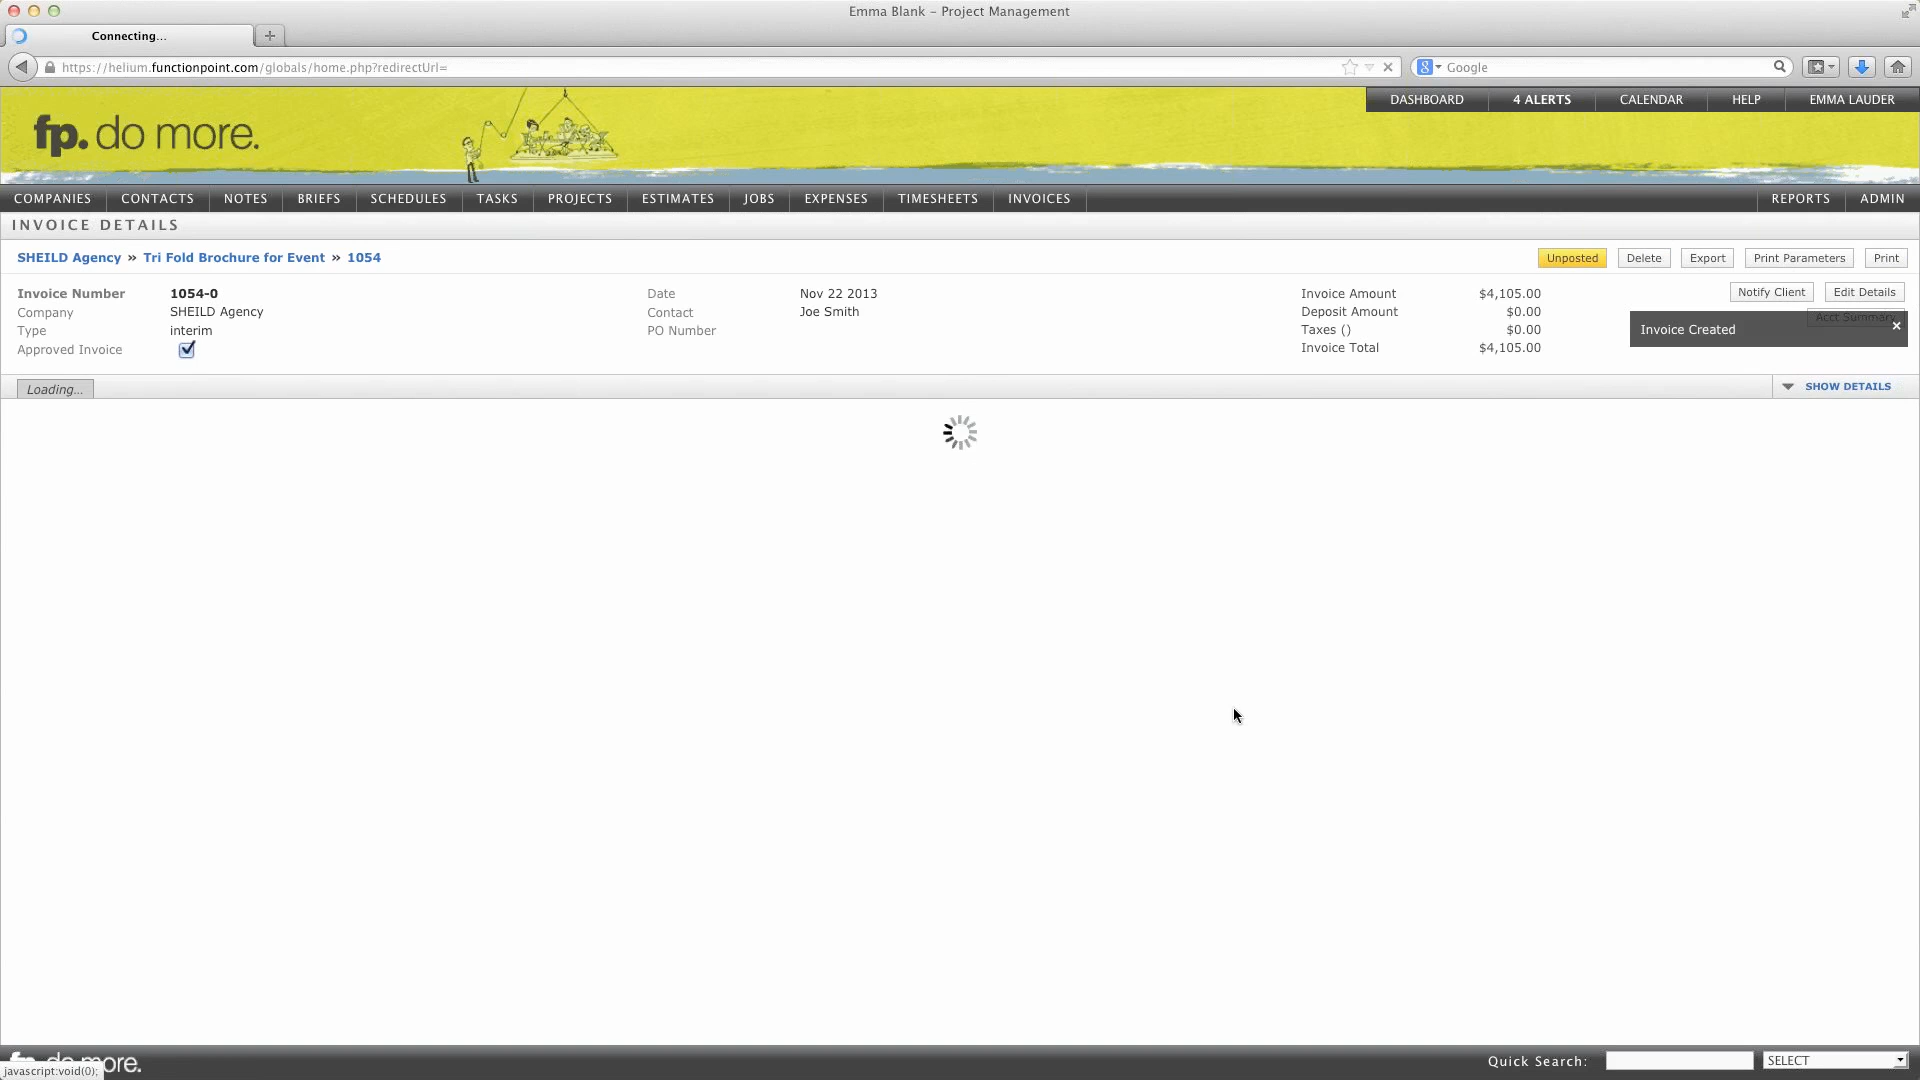 Emma Blank - Project Management
Connecting...
https://helium.functionpoint.com/globals/home.php?redirectUrl=
Google
DASHBOARD 4 ALERTS CALENDAR HELP EMMA LAUDER
fp. do more.
COMPANIES CONTACTS NOTES BRIEFS SCHEDULES TASKS PROJECTS ESTIMATES JOBS EXPENSES TIMESHEETS INVOICES REPORTS ADMIN
INVOICE DETAILS
SHEILD Agency » Tri Fold Brochure for Event » 1054 Unposted Delete Export Print Parameters Print
Invoice Number 1054-0 Date Nov 22 2013 Invoice Amount $4,105.00 Notify Client Edit Details
Company SHEILD Agency Contact Joe Smith Deposit Amount $0.00 Acct Summary
Type interim PO Number Taxes () $0.00 Invoice Created
Approved Invoice Invoice Total $4,105.00
Loading... SHOW DETAILS
fp. do more. Quick Search: SELECT
javascript:void(0);